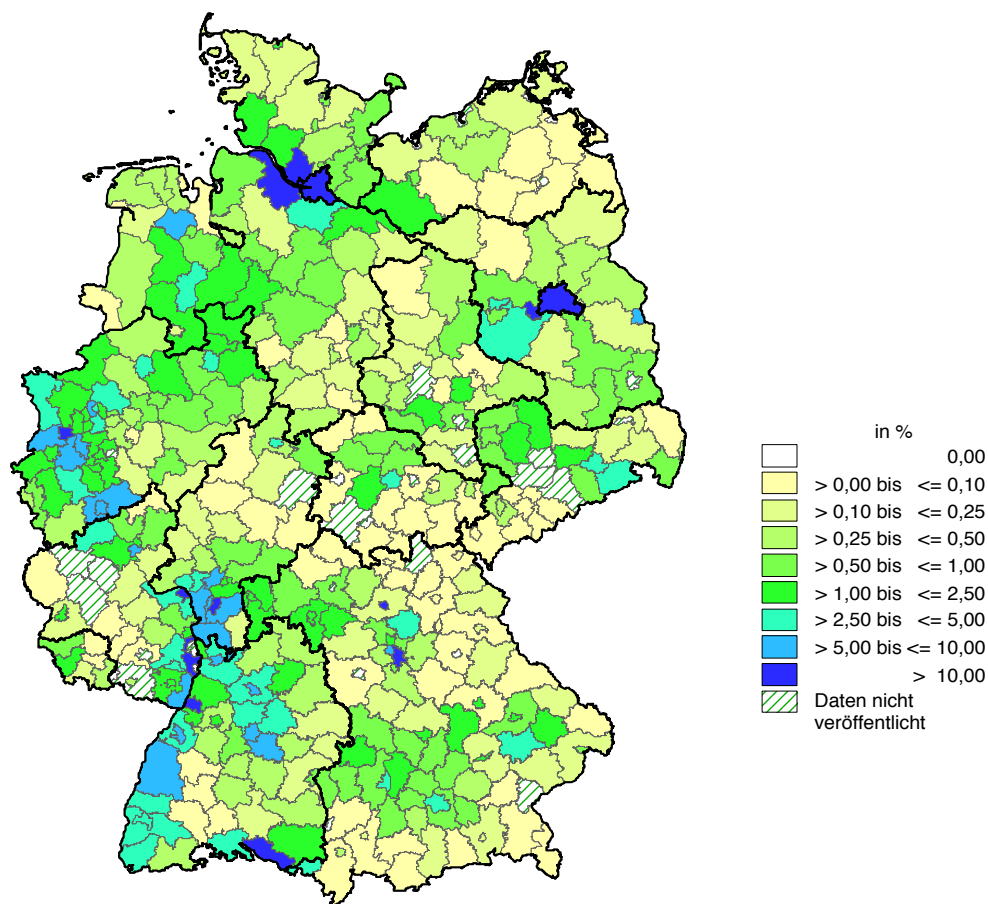 in %
0,00
> 0,00 bis <= 0,10
> 0,10 bis <= 0,25
> 0,25 bis <= 0,50
> 0,50 bis <= 1,00
> 1,00 bis <= 2,50
> 2,50 bis <= 5,00
> 5,00 bis <= 10,00
> 10,00
Daten nicht
veröffentlicht